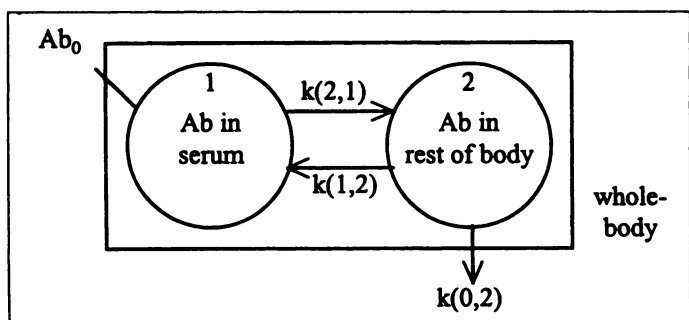 Ab₀
1
Ab in
serum
k(2,1)
k(1,2)
2
Ab in
rest of body
whole-
body
k(0,2)